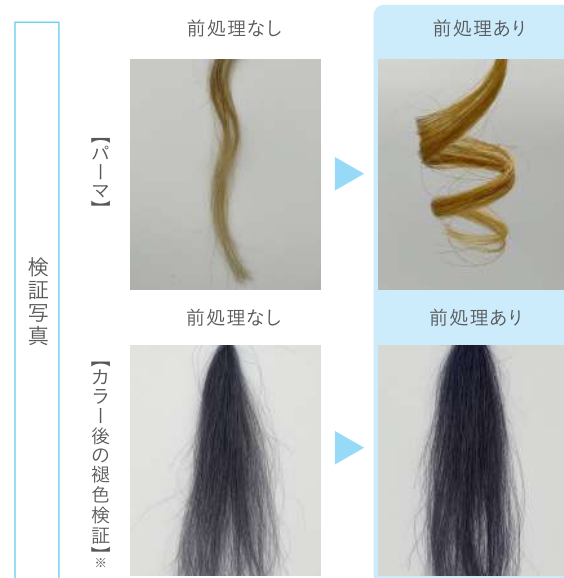 検証写真
前処理なし
前処理あり
【パーマ】
前処理なし
前処理あり
【カラー後の褪色検証】※